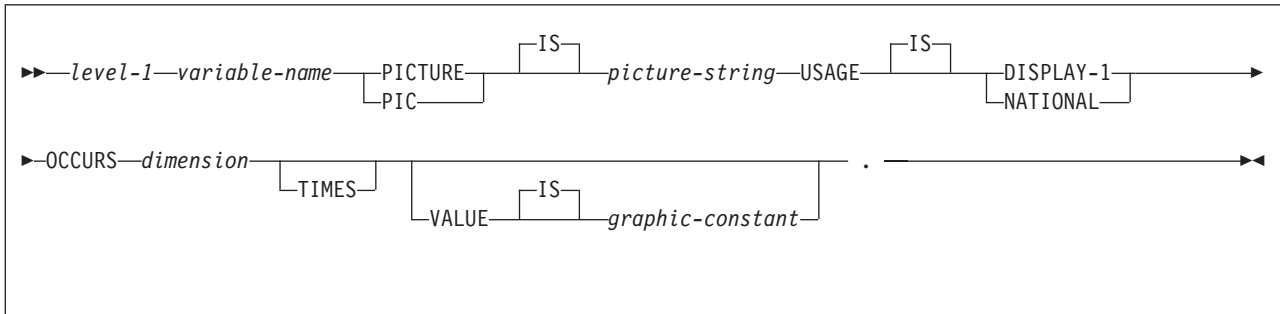 IS IS
level-1 variable-name PICTURE picture-string USAGE DISPLAY-1
PIC NATIONAL
OCCURS dimension .
TIMES IS
VALUE graphic-constant